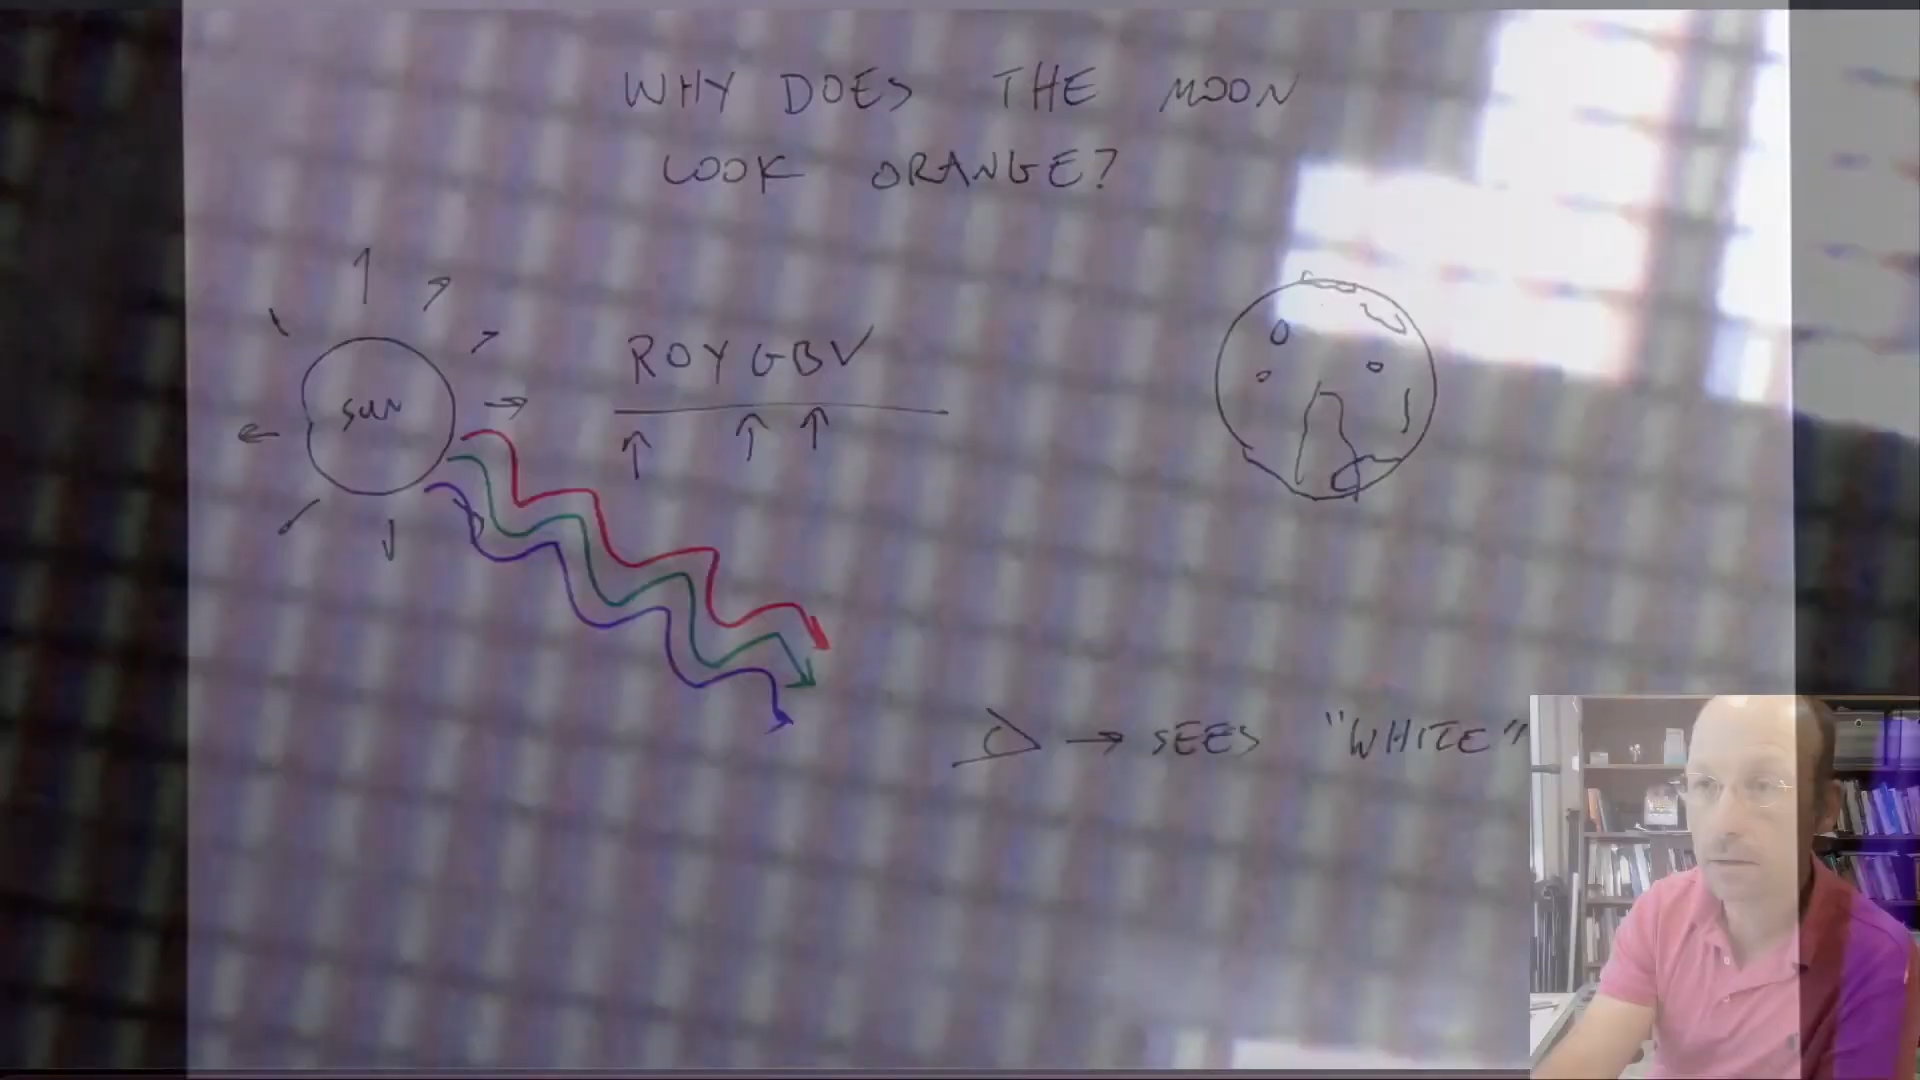 WHY DOES THE MOON
LOOK ORANGE?
SUN
ROYGBV
SEES "WHITE"